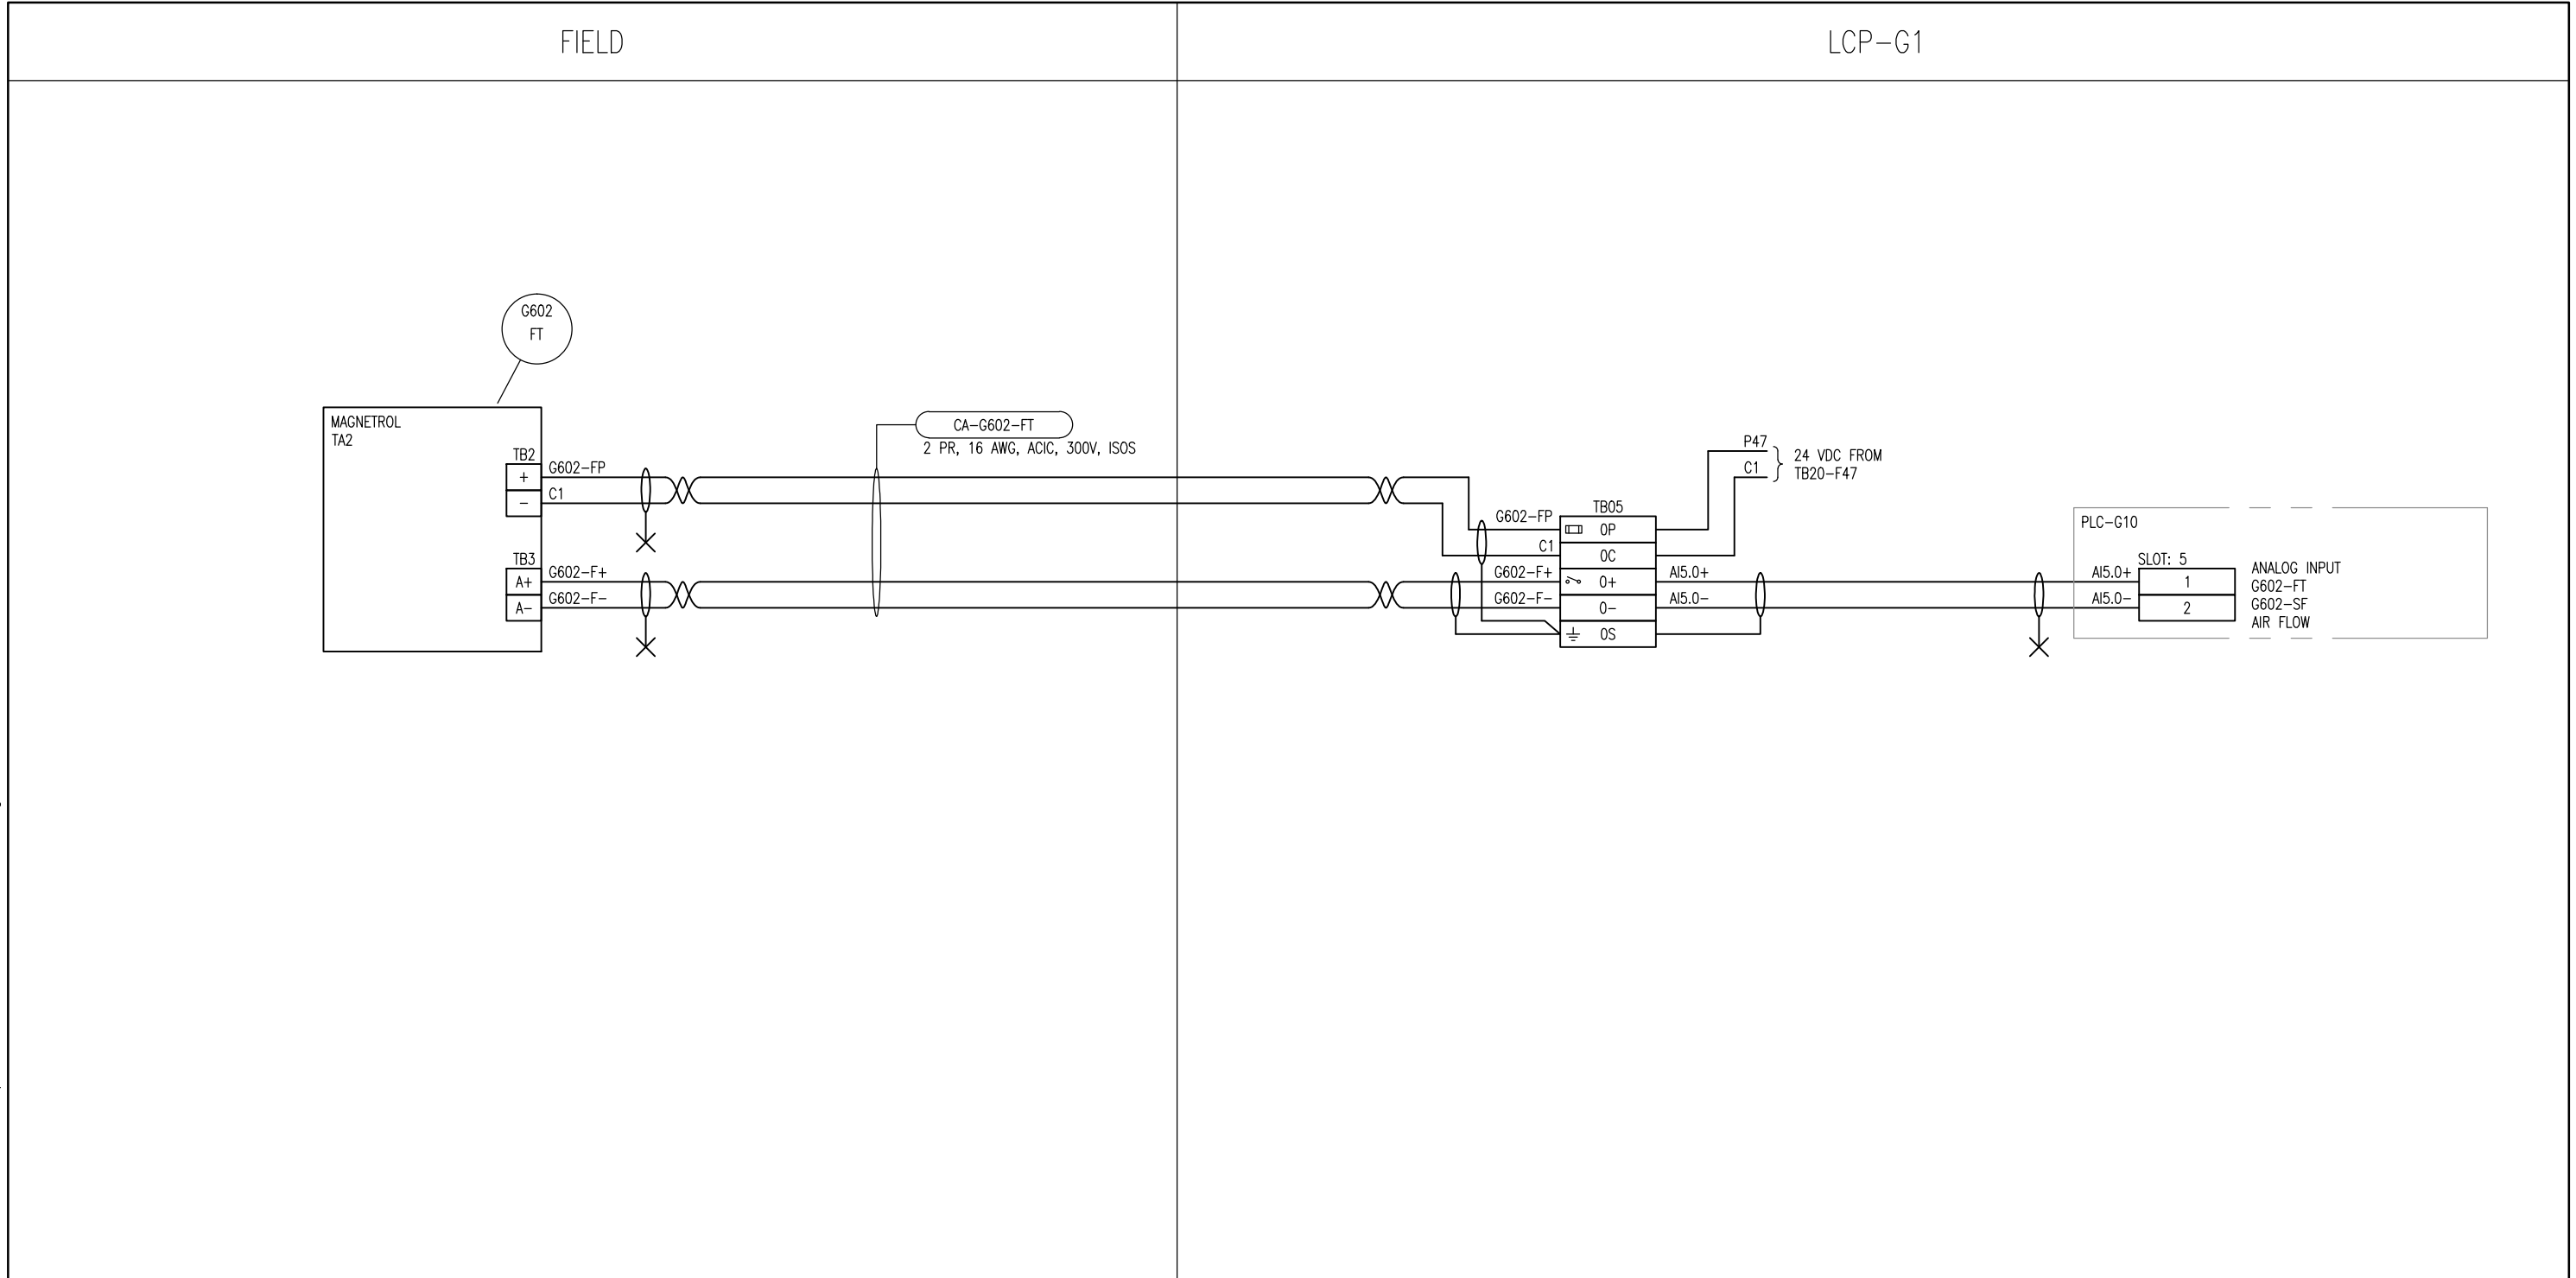 FIELD
LCP-G1
G602
FT
MAGNETROL
TA2
TB2
+
-
G602-FP
C1
TB3
A+
A-
G602-F+
G602-F-
CA-G602-FT
2 PR, 16 AWG, ACIC, 300V, ISOS
P47
C1
24 VDC FROM
TB20-F47
TB05
G602-FP
0P
C1
0C
G602-F+
0+
AI5.0+
G602-F-
0-
AI5.0-
0S
PLC-G10
SLOT: 5
AI5.0+
1
AI5.0-
2
ANALOG INPUT
G602-FT
G602-SF
AIR FLOW